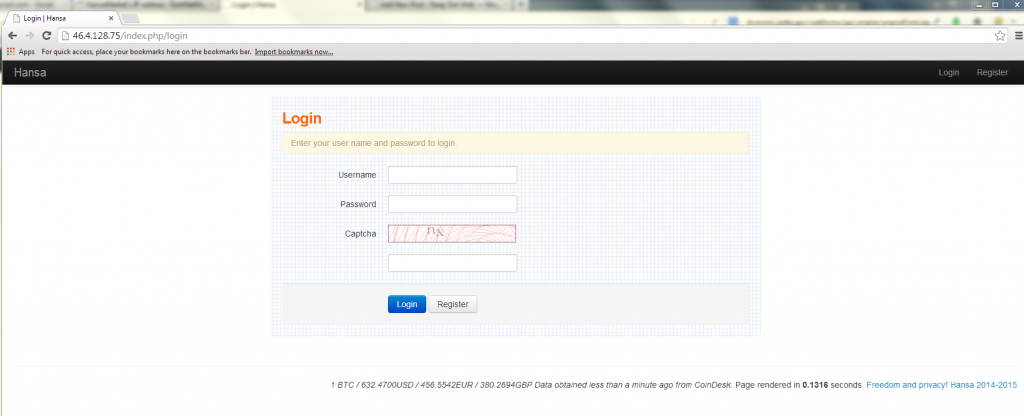 Login | Hansa
46.4.128.75/index.php/login
Apps For quick access, place your bookmarks here on the bookmarks bar. Import bookmarks now...
Hansa Login Register
Login
Enter your user name and password to login.
Username
Password
Captcha nx
Login Register
1 BTC / 632.4700USD / 456.5542EUR / 380.2694GBP Data obtained less than a minute ago from CoinDesk. Page rendered in 0.1316 seconds. Freedom and privacy! Hansa 2014-2015